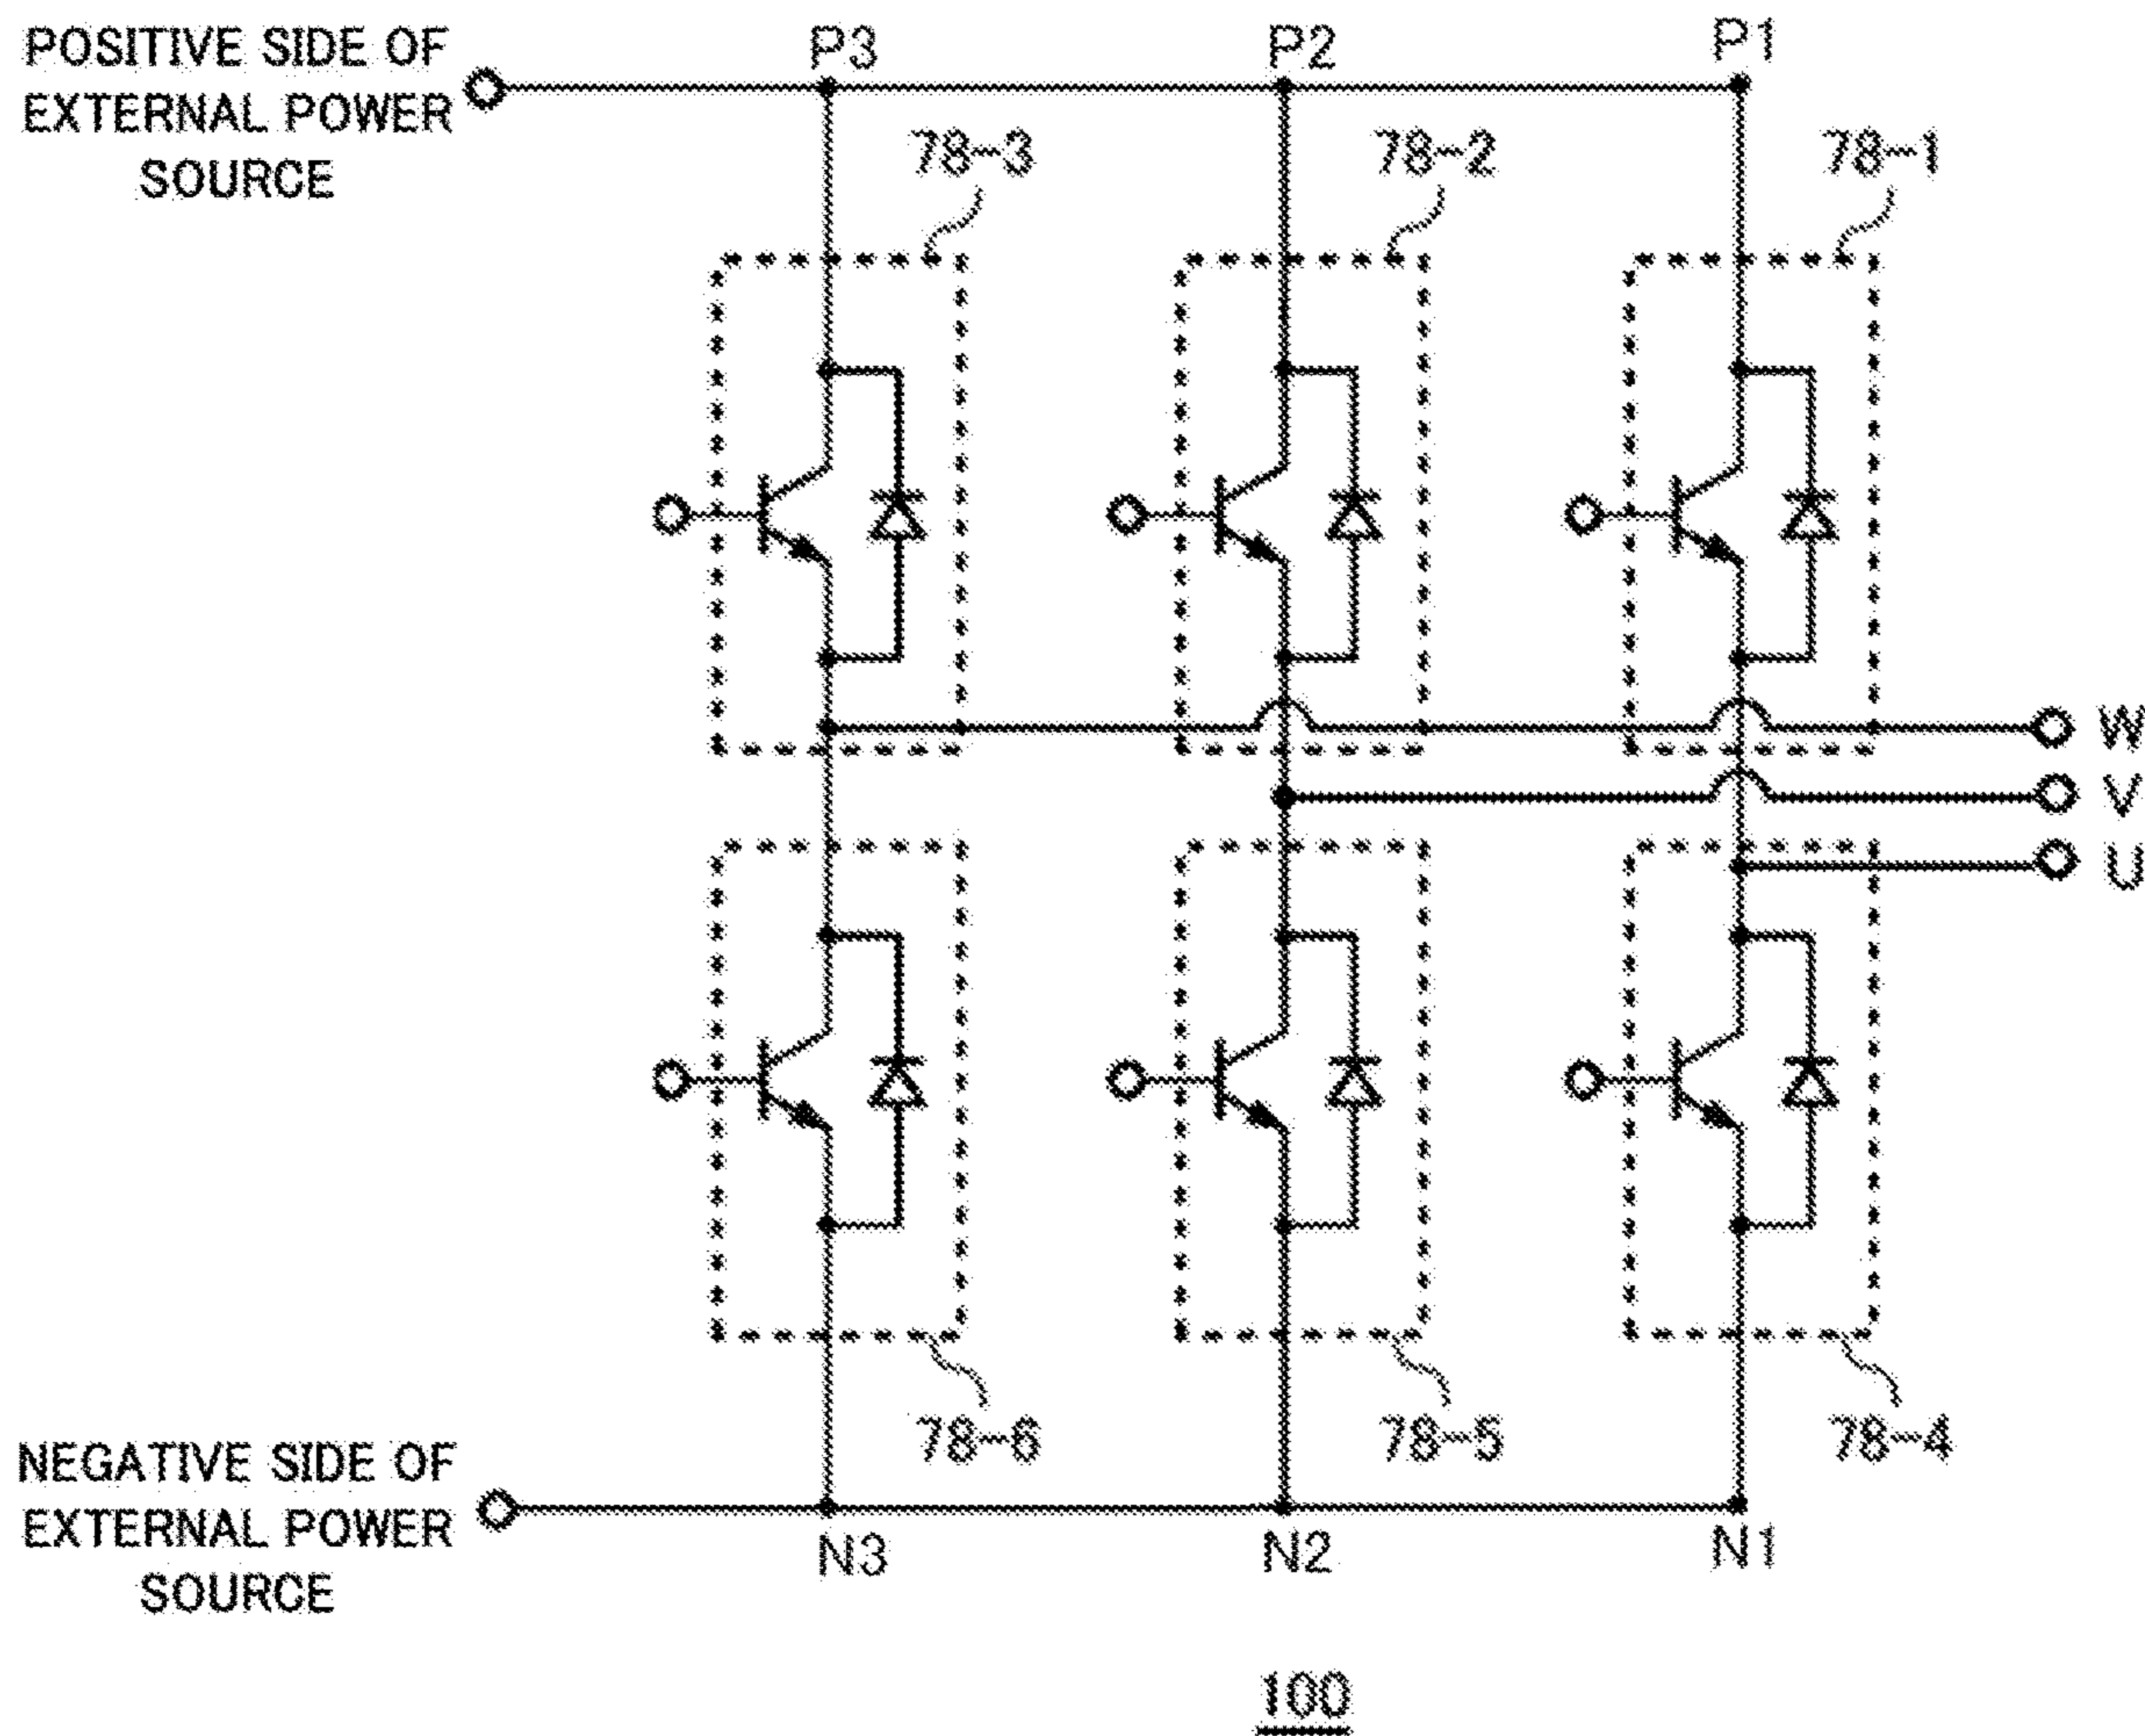 POSITIVE SIDE OF
EXTERNAL POWER
SOURCE
P3
P2
P1
78-3
78-2
78-1
W
V
U
78-6
78-5
78-4
NEGATIVE SIDE OF
EXTERNAL POWER
SOURCE
N3
N2
N1
100